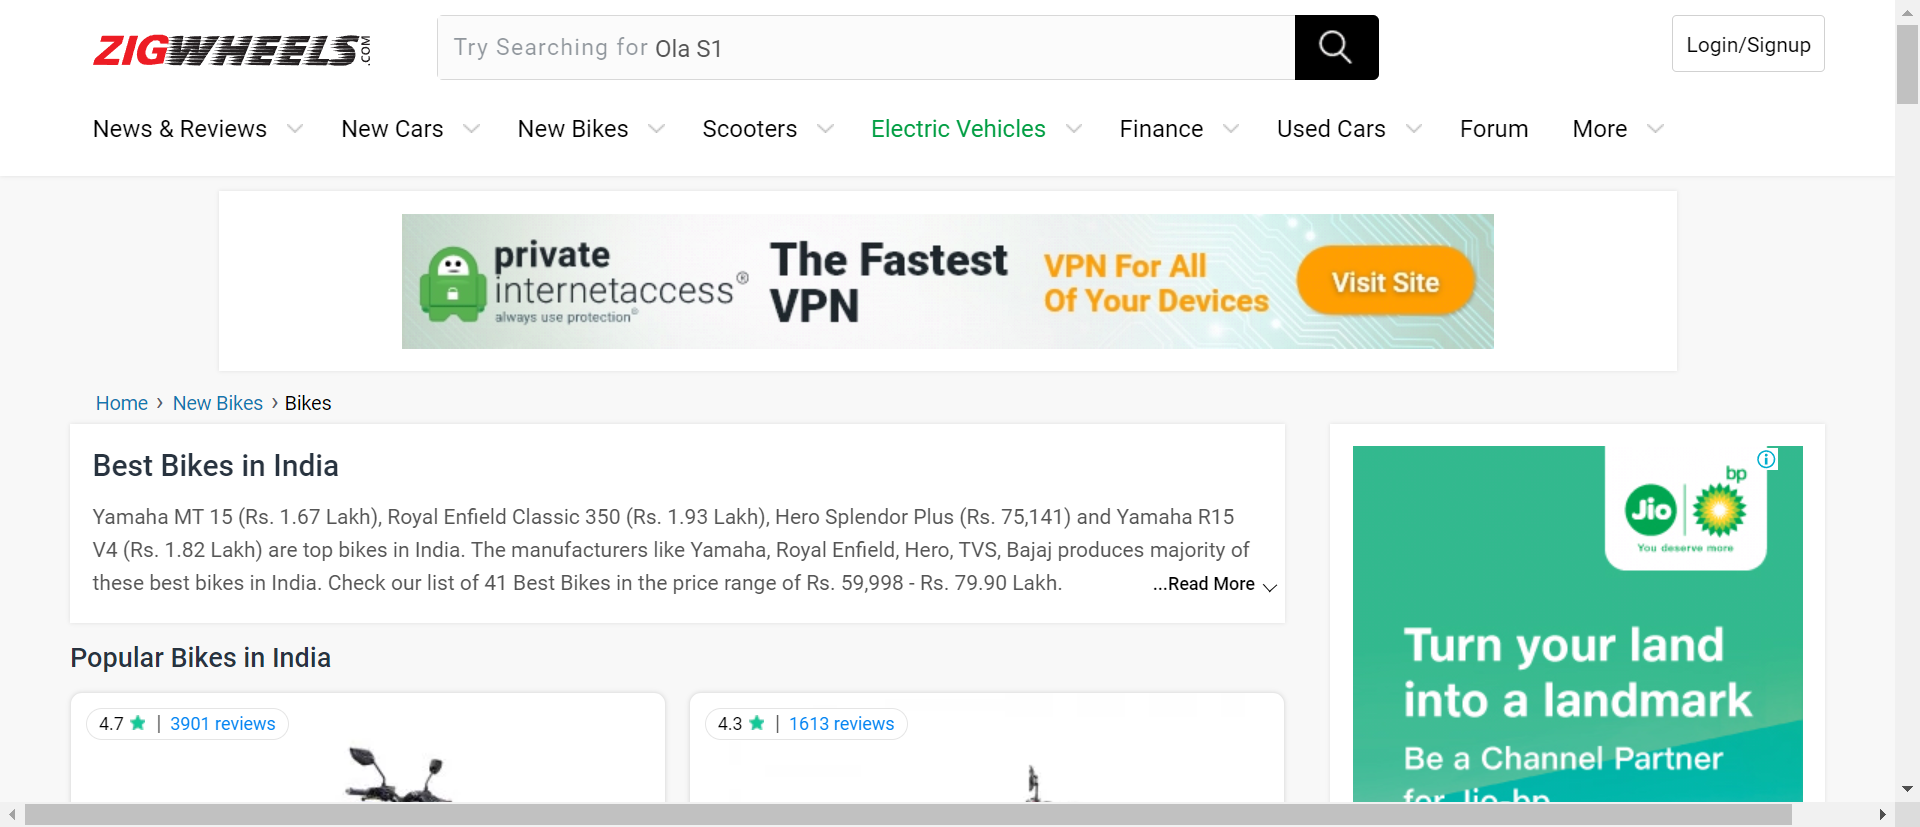 ZIGWHEELS.COM
Try Searching for Ola S1
Login/Signup
News & Reviews
New Cars
New Bikes
Scooters
Electric Vehicles
Finance
Used Cars
Forum
More
private
internetaccess®
always use protection®
The Fastest
VPN
VPN For All
Of Your Devices
Visit Site
Home › New Bikes › Bikes
Best Bikes in India
Yamaha MT 15 (Rs. 1.67 Lakh), Royal Enfield Classic 350 (Rs. 1.93 Lakh), Hero Splendor Plus (Rs. 75,141) and Yamaha R15
V4 (Rs. 1.82 Lakh) are top bikes in India. The manufacturers like Yamaha, Royal Enfield, Hero, TVS, Bajaj produces majority of
these best bikes in India. Check our list of 41 Best Bikes in the price range of Rs. 59,998 - Rs. 79.90 Lakh.
...Read More
Popular Bikes in India
4.7 ★ | 3901 reviews
4.3 ★ | 1613 reviews
bp
Jio
You deserve more
Turn your land
into a landmark
Be a Channel Partner
for Jio-bp